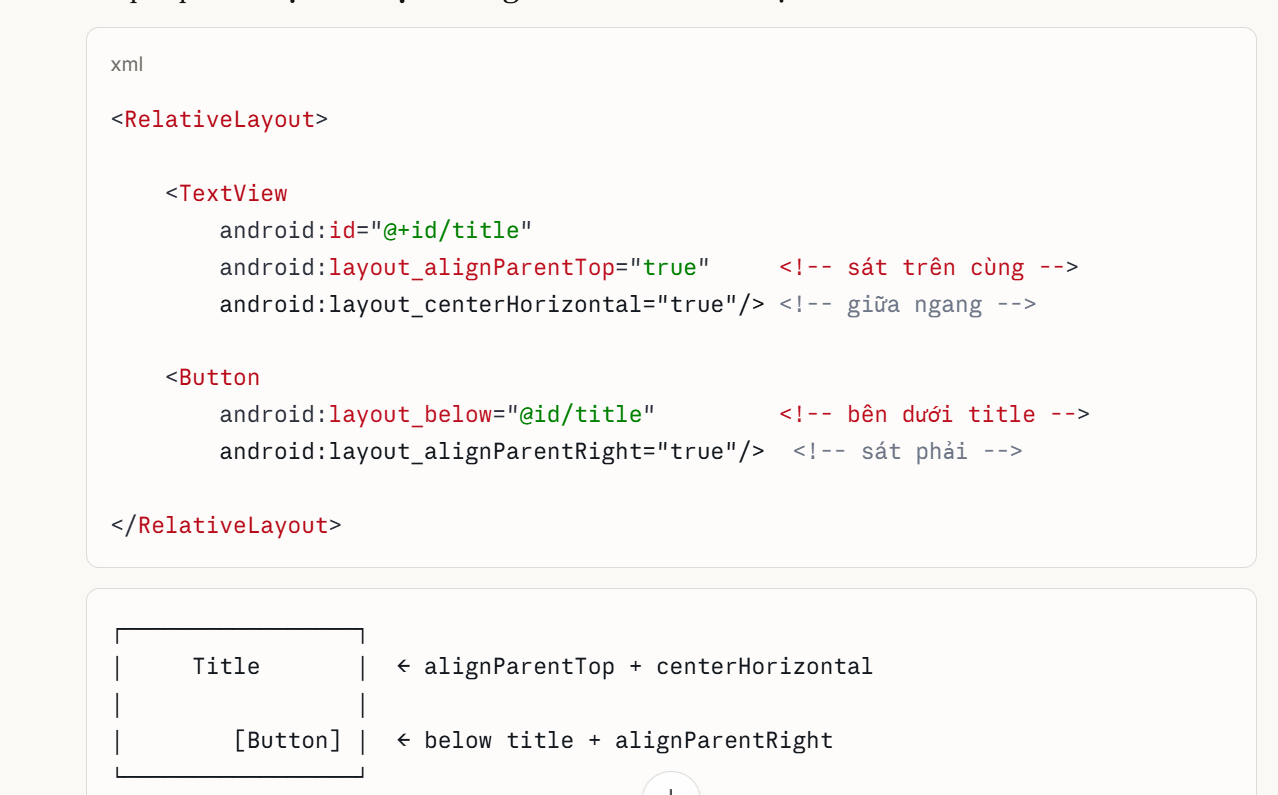 xml
<RelativeLayout>
<TextView
android:id="@+id/title"
android:layout_alignParentTop="true" <!-- sát trên cùng -->
android:layout_centerHorizontal="true"/> <!-- giữa ngang -->
<Button
android:layout_below="@id/title" <!-- bên dưới title -->
android:layout_alignParentRight="true"/> <!-- sát phải -->
</RelativeLayout>
Title ← alignParentTop + centerHorizontal
[Button] ← below title + alignParentRight